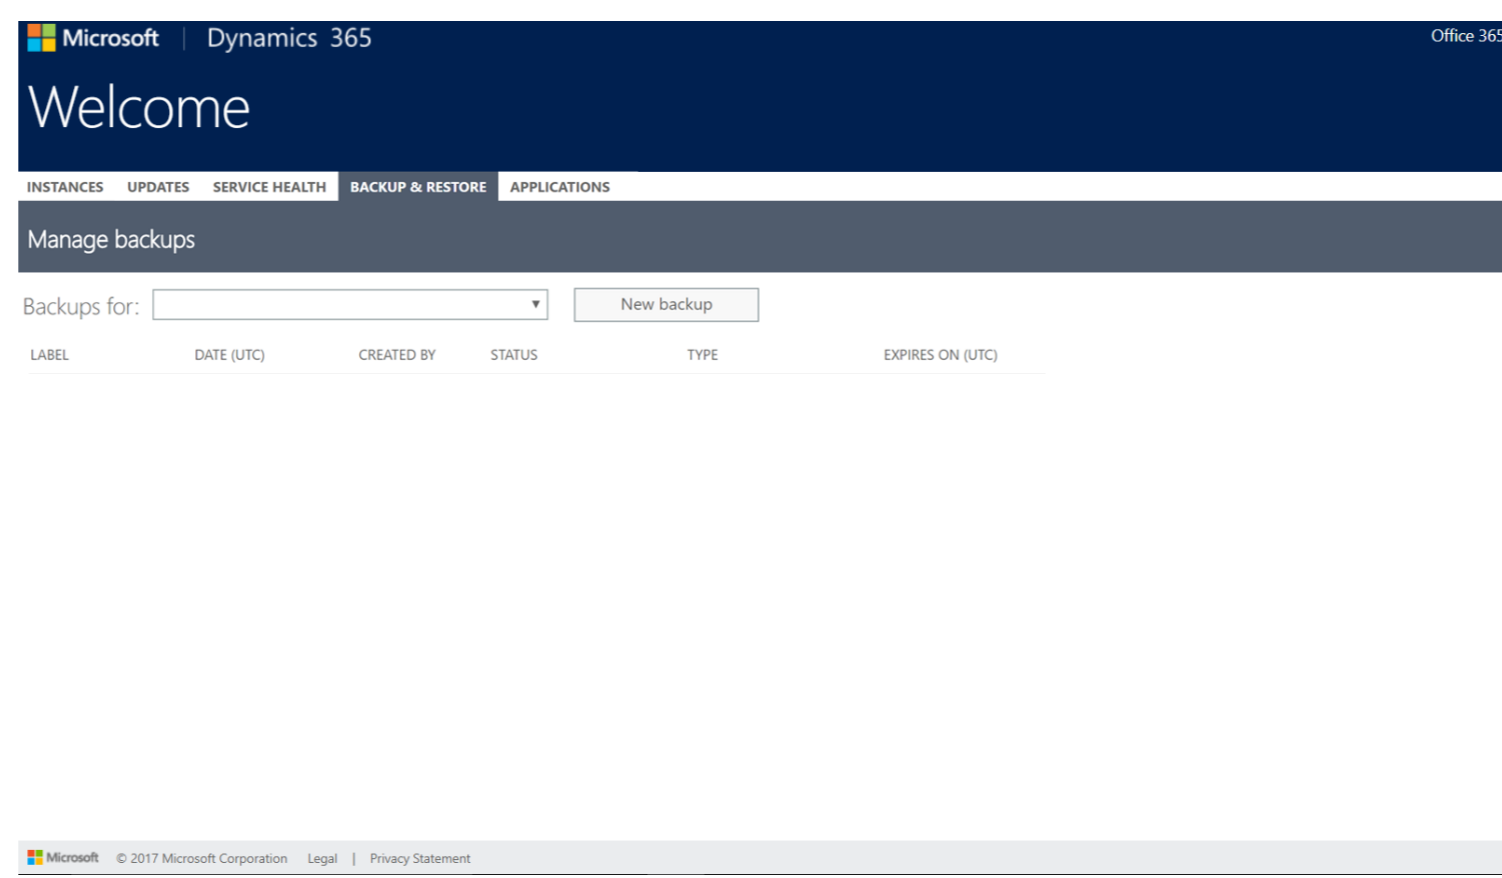 Microsoft | Dynamics 365
Office 365
Welcome
INSTANCES UPDATES SERVICE HEALTH BACKUP & RESTORE APPLICATIONS
Manage backups
Backups for: New backup
LABEL DATE (UTC) CREATED BY STATUS TYPE EXPIRES ON (UTC)
Microsoft © 2017 Microsoft Corporation Legal | Privacy Statement